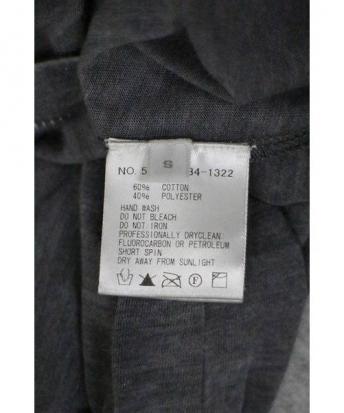 S
NO. 5 34-1322
60% COTTON
40% POLYESTER
HAND WASH
DO NOT BLEACH
DO NOT IRON
PROFESSIONALLY DRYCLEAN
FLUOROCARBON OR PETROLEUM
SHORT SPIN
DRY AWAY FROM SUNLIGHT
F